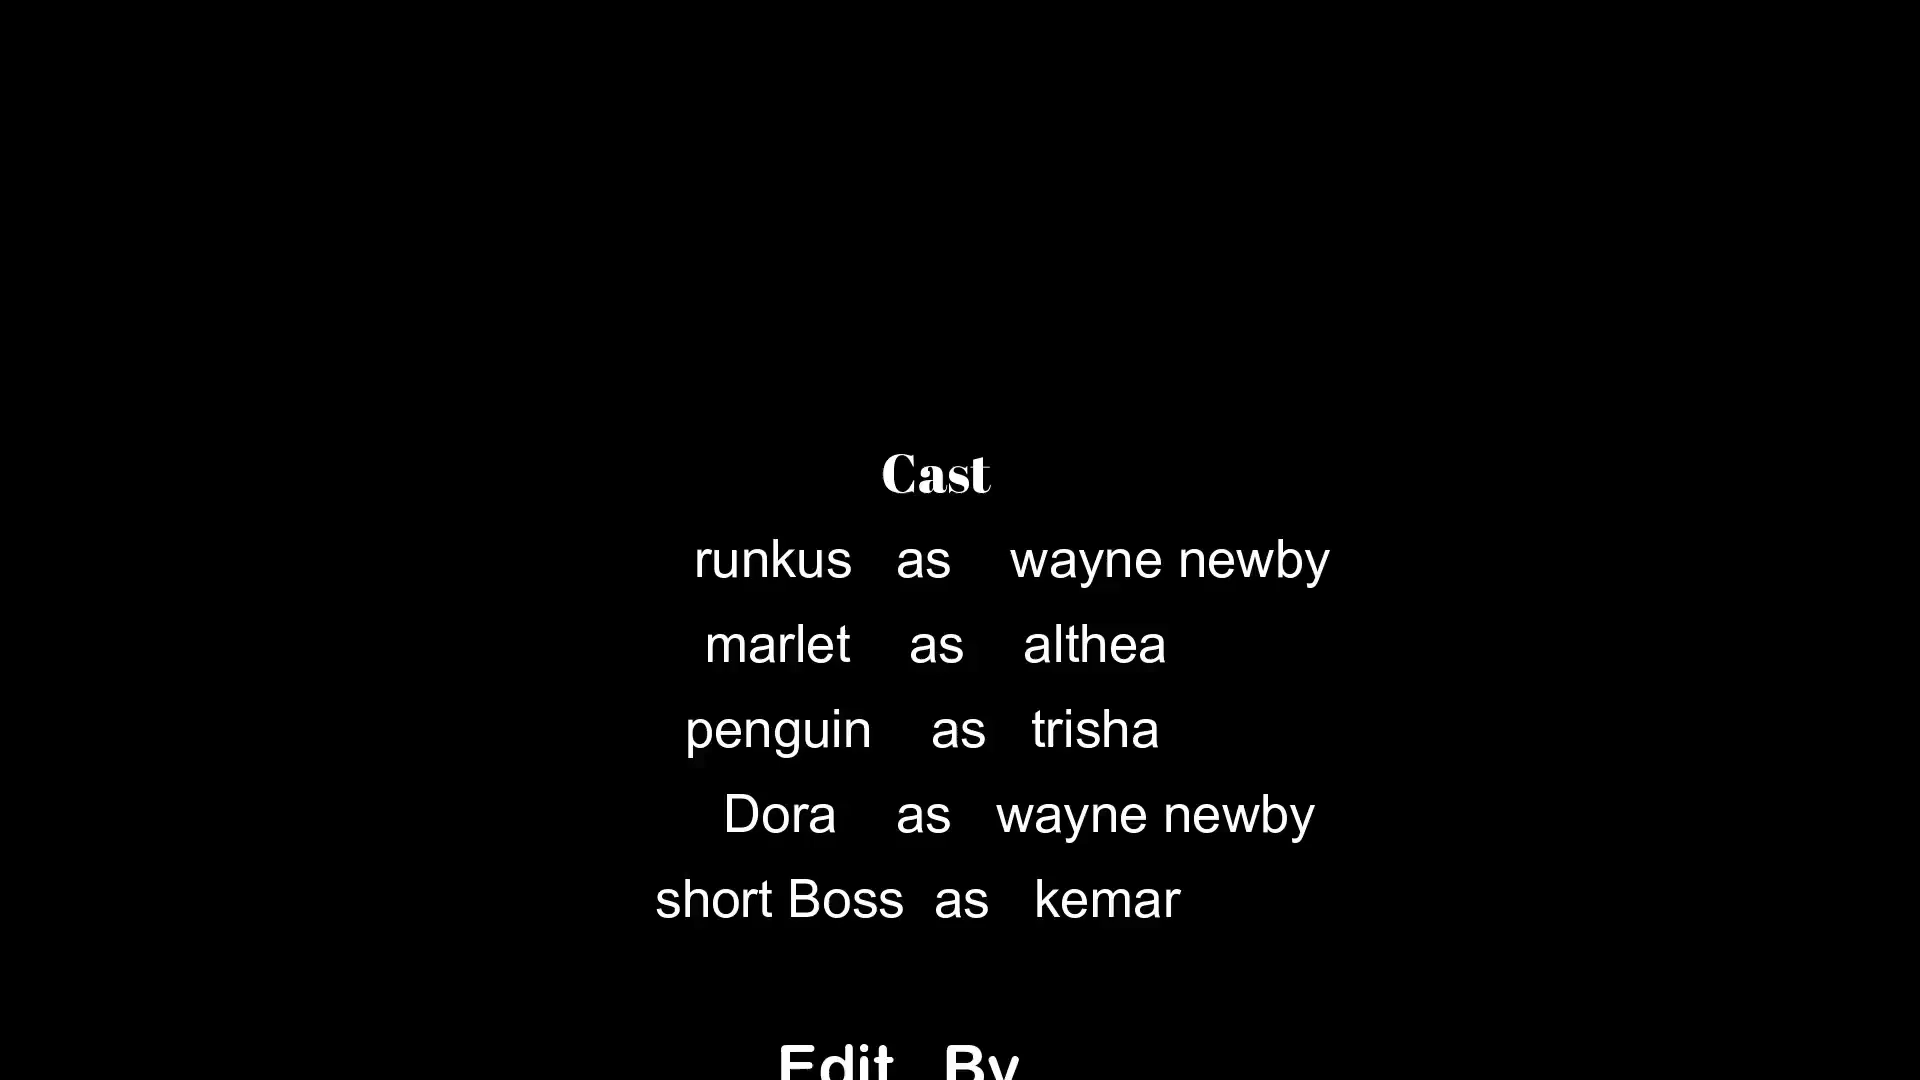 Cast
runkus as wayne newby
marlet as althea
penguin as trisha
Dora as wayne newby
short Boss as kemar
Edit By